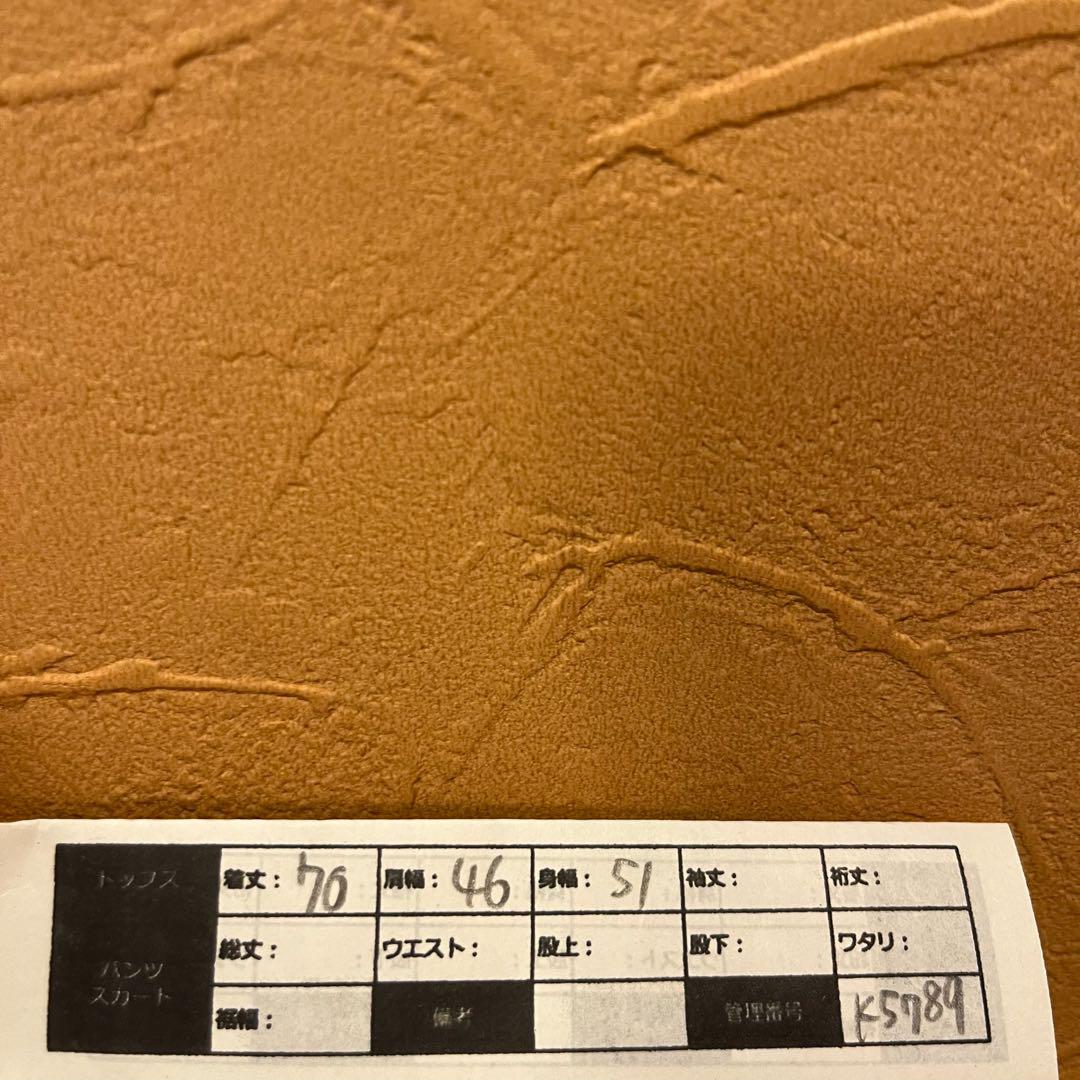 トップス 着丈： 70 肩幅： 46 身幅： 51 袖丈： 裄丈：
パンツ スカート 総丈： ウエスト： 股上： 股下： ワタリ：
裾幅： 備考 管理番号 K5789